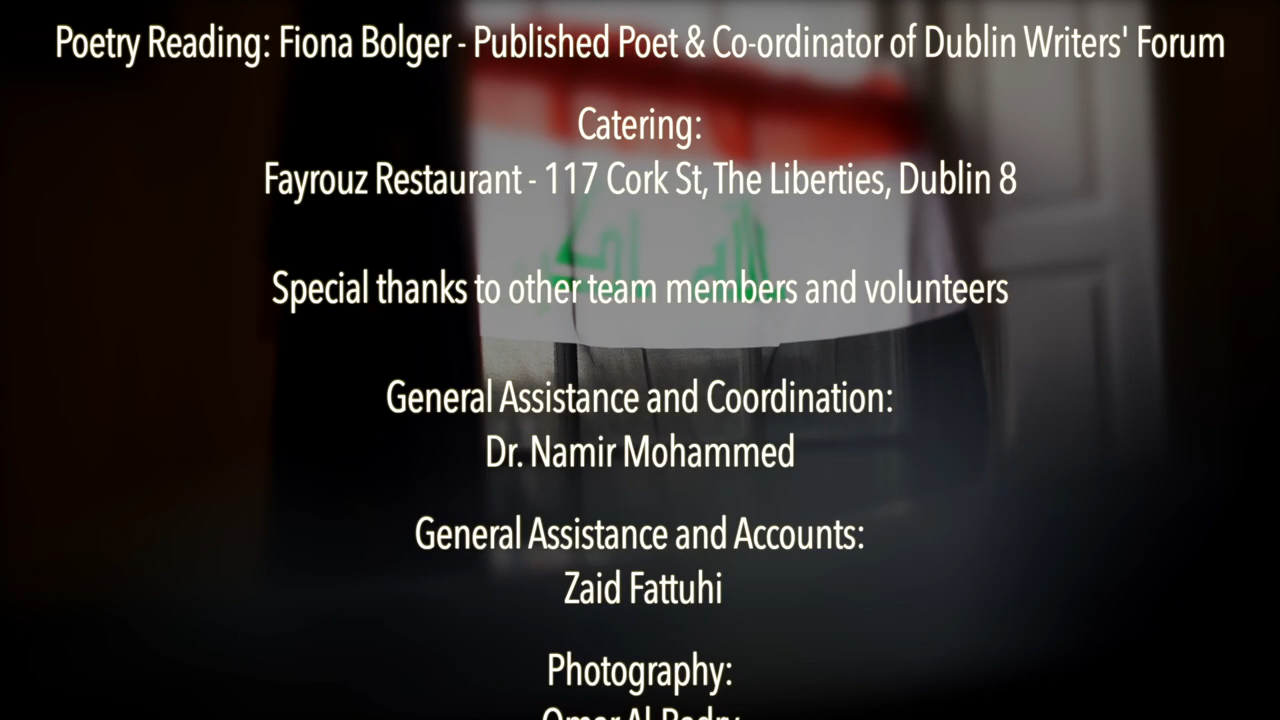 Poetry Reading: Fiona Bolger - Published Poet & Co-ordinator of Dublin Writers' Forum
Catering:
Fayrouz Restaurant - 117 Cork St, The Liberties, Dublin 8
Special thanks to other team members and volunteers
General Assistance and Coordination:
Dr. Namir Mohammed
General Assistance and Accounts:
Zaid Fattuhi
Photography: